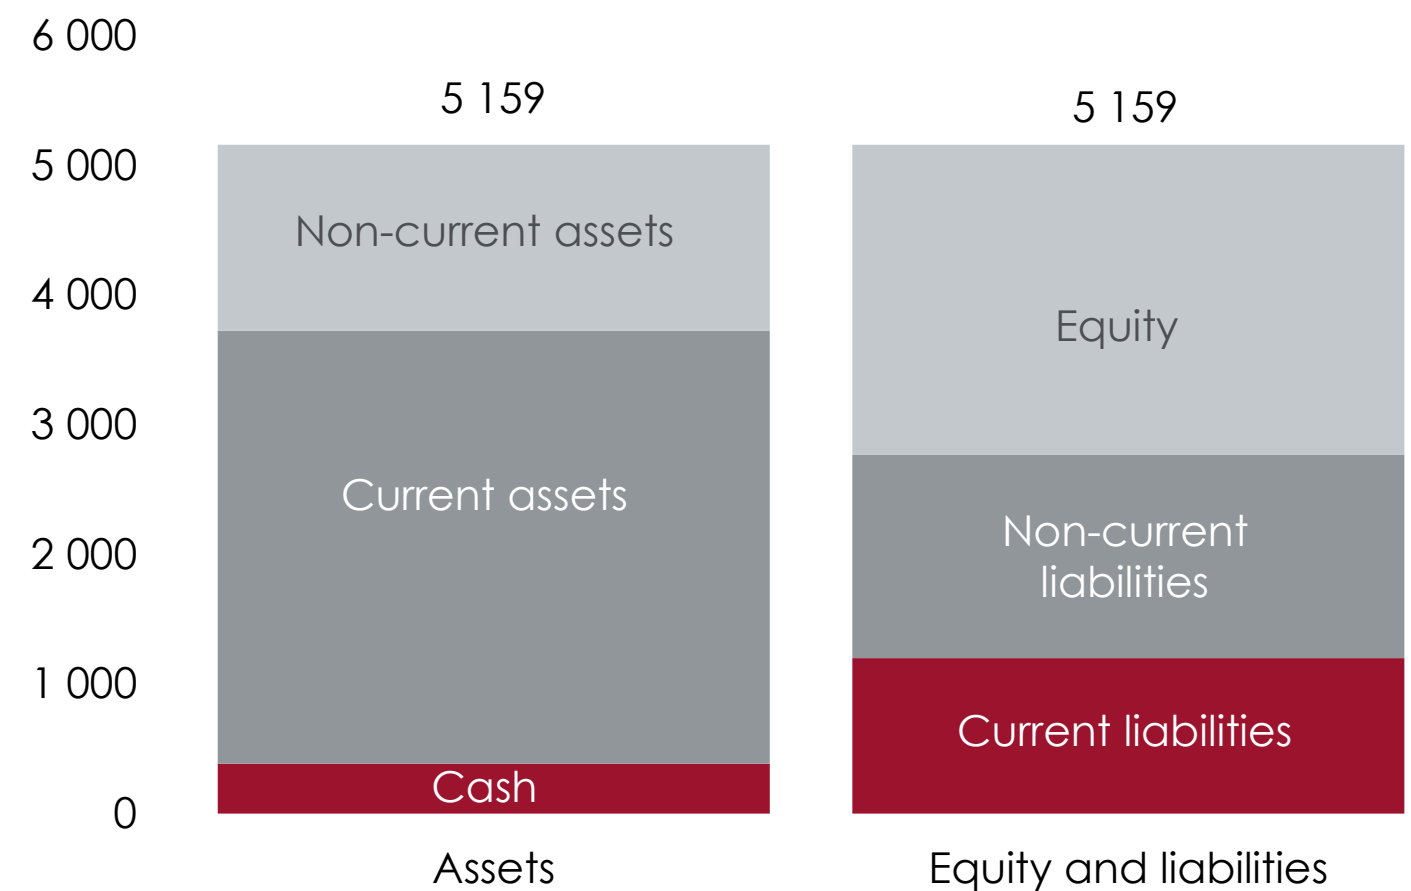 6 000
5 159
5 159
5 000
Non-current assets
4 000
Equity
3 000
Current assets
Non-current
liabilities
2 000
1 000
Current liabilities
Cash
0
Assets
Equity and liabilities